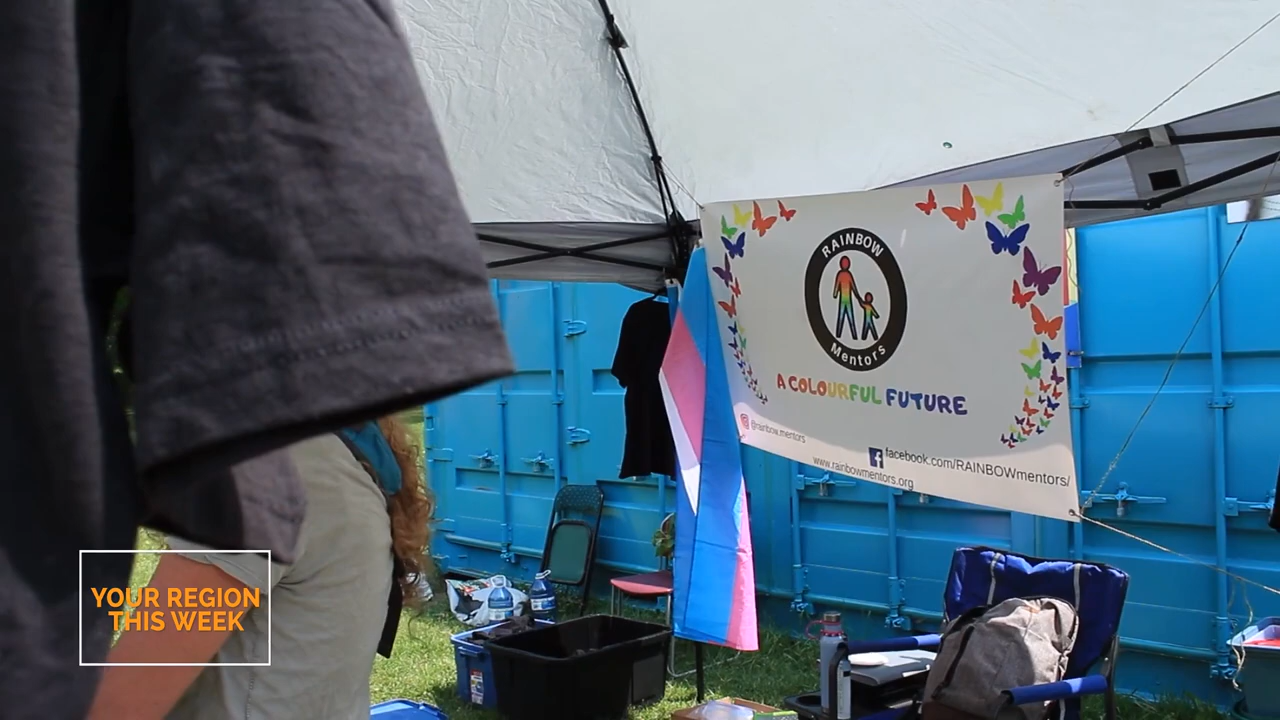 RAINBOW
Mentors
A COLOURFUL FUTURE
@rainbow.mentors
facebook.com/RAINBOWmentors/
www.rainbowmentors.org
YOUR REGION
THIS WEEK